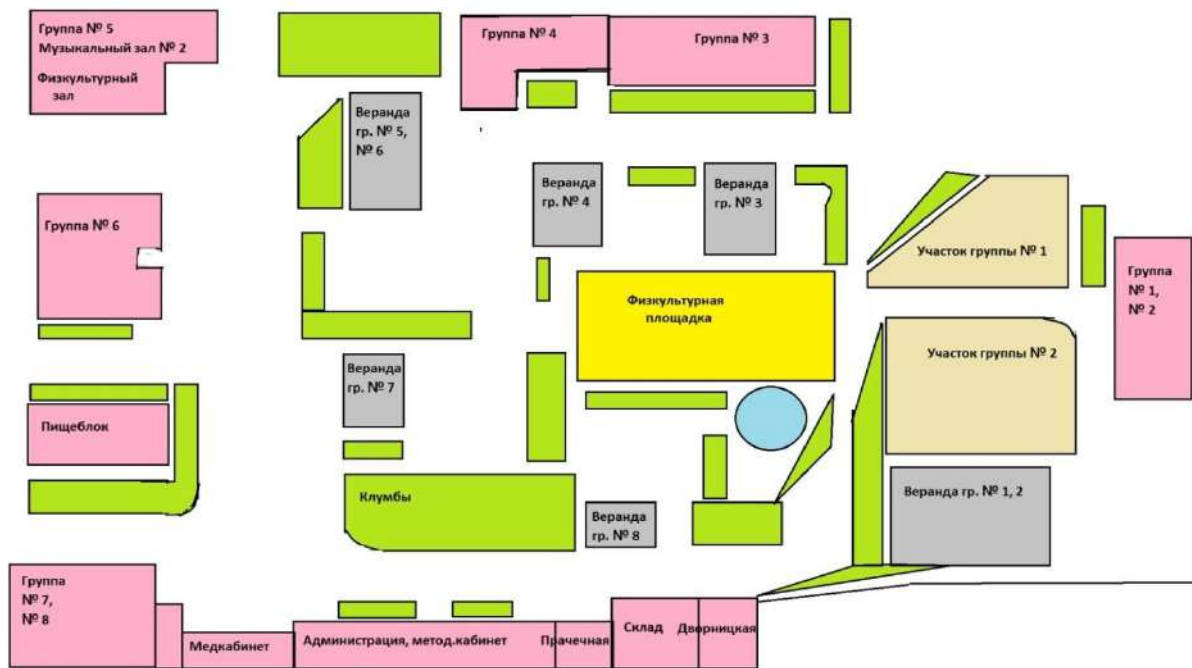 Группа № 5
Музыкальный зал № 2
Физкультурный
зал
Группа № 4
Группа № 3
Веранда
гр. № 5,
№ 6
Веранда
гр. № 4
Веранда
гр. № 3
Группа № 6
Участок группы № 1
Группа
№ 1,
№ 2
Физкультурная
площадка
Участок группы № 2
Веранда
гр. № 7
Пищеблок
Клумбы
Веранда гр. № 1, 2
Веранда
гр. № 8
Группа
№ 7,
№ 8
Медкабинет
Администрация, метод.кабинет
Прачечная
Склад
Дворницкая